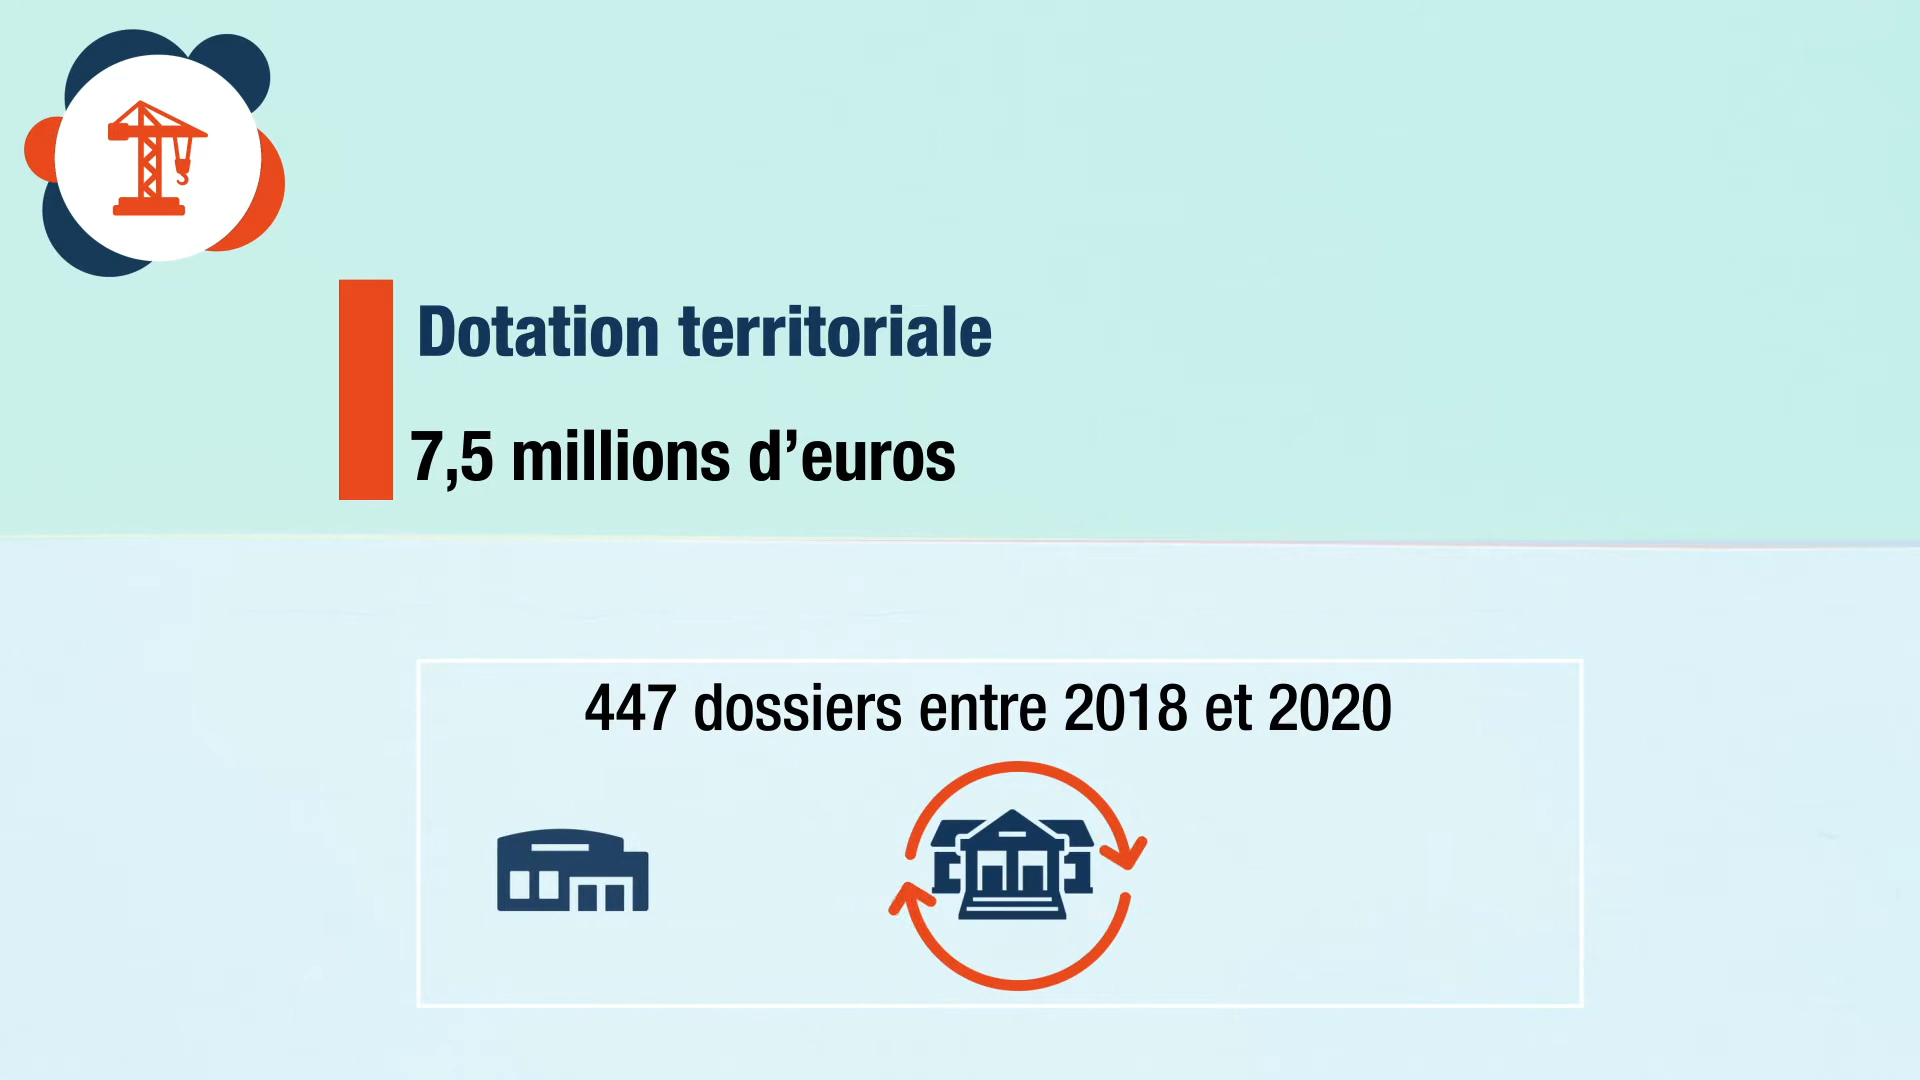 Dotation territoriale
7,5 millions d’euros
447 dossiers entre 2018 et 2020